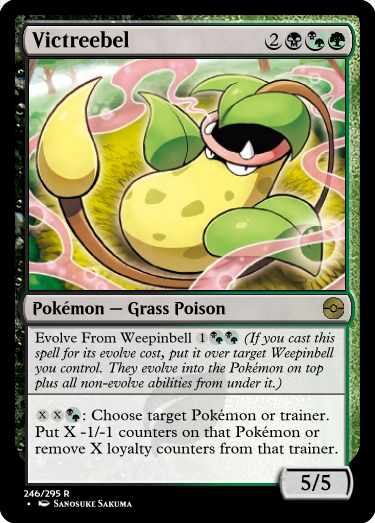 Victreebel 2
Pokémon — Grass Poison
Evolve From Weepinbell 1 (If you cast this
spell for its evolve cost, put it over target Weepinbell
you control. They evolve into the Pokémon on top
plus all non-evolve abilities from under it.)
X X : Choose target Pokémon or trainer.
Put X -1/-1 counters on that Pokémon or
remove X loyalty counters from that trainer.
5/5
246/295 R
• Sanosuke Sakuma